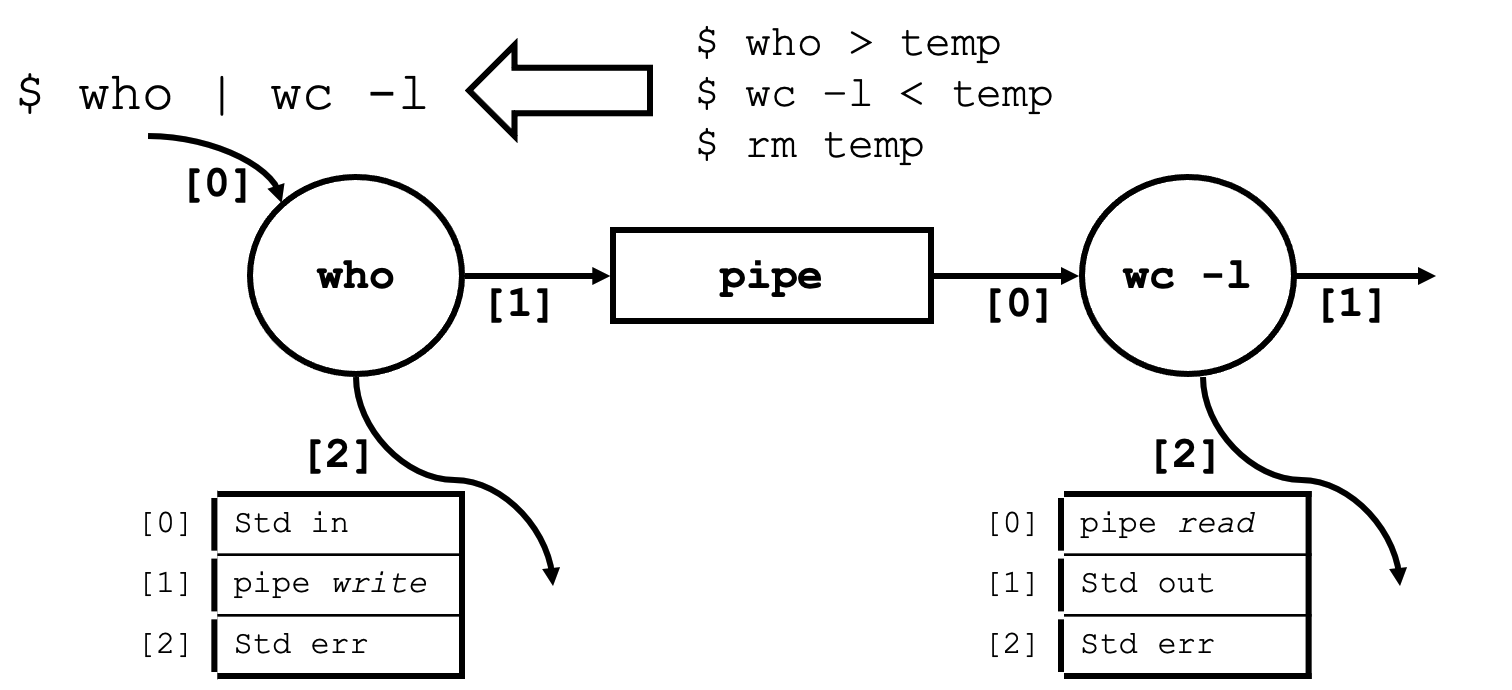 $ who | wc -l
$ who > temp
$ wc -l < temp
$ rm temp
[0]
who
[1]
pipe
[0]
wc -l
[1]
[2]
[2]
[0] Std in
[1] pipe write
[2] Std err
[0] pipe read
[1] Std out
[2] Std err